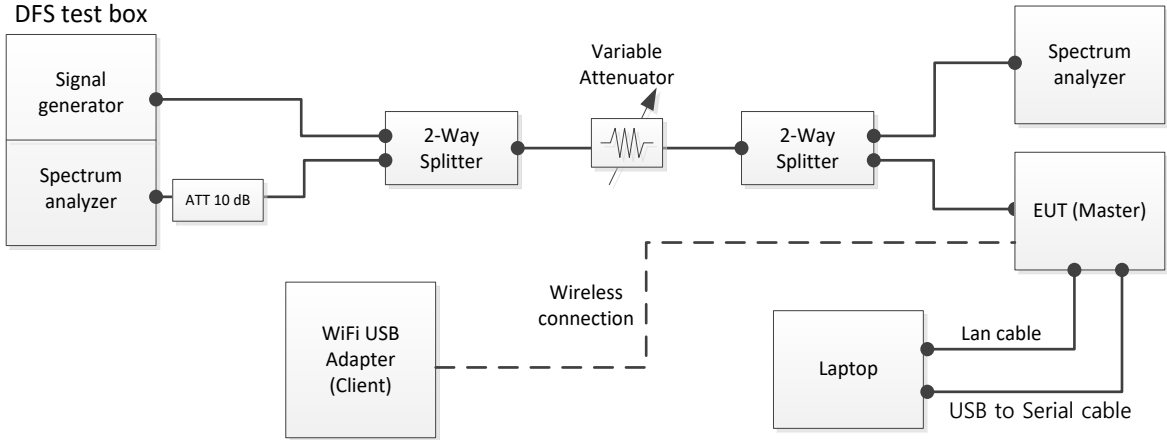 DFS test box
Signal
generator
Spectrum
analyzer
ATT 10 dB
2-Way
Splitter
Variable
Attenuator
2-Way
Splitter
Spectrum
analyzer
EUT (Master)
Wireless
connection
WiFi USB
Adapter
(Client)
Laptop
Lan cable
USB to Serial cable